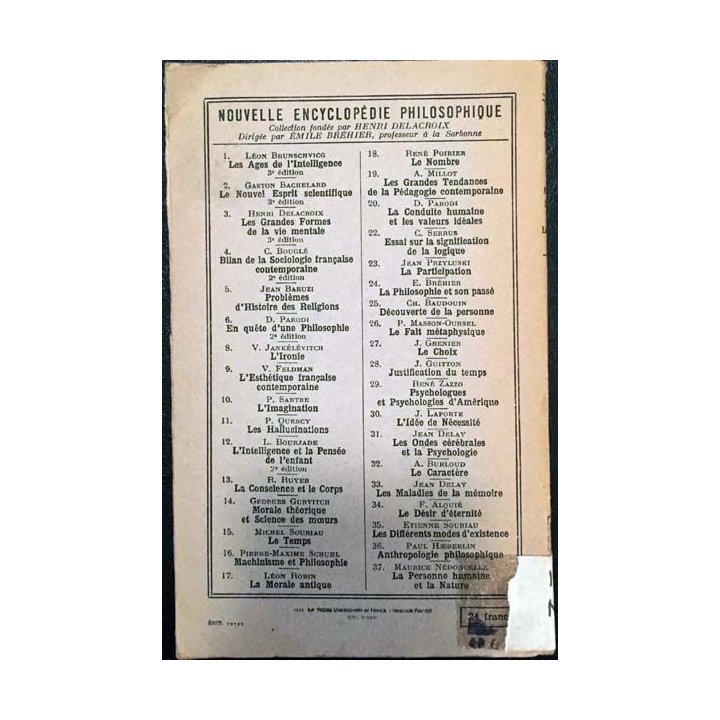 NOUVELLE ENCYCLOPÉDIE PHILOSOPHIQUE
Collection fondée par HENRI DELACROIX
Dirigée par ÉMILE BRÉHIER, professeur à la Sorbonne
1. LÉON BRUNSCHVICG
Les Ages de l'Intelligence
3e édition
2. GASTON BACHELARD
Le Nouvel Esprit scientifique
3e édition
3. HENRI DELACROIX
Les Grandes Formes
de la vie mentale
3e édition
4. C. BOUGLÉ
Bilan de la Sociologie française
contemporaine
2e édition
5. JEAN BARUZI
Problèmes
d'Histoire des Religions
6. D. PARODI
En quête d'une Philosophie
2e édition
8. V. JANKÉLÉVITCH
L'Ironie
9. V. FELDMAN
L'Esthétique française
contemporaine
10. P. SARTRE
L'Imagination
11. P. QUERCY
Les Hallucinations
12. L. BOURJADE
L'Intelligence et la Pensée
de l'enfant
2e édition
13. R. RUYER
La Conscience et le Corps
14. GEORGES GURVITCH
Morale théorique
et Science des mœurs
15. MICHEL SOURIAU
Le Temps
16. PIERRE-MAXIME SCHUHL
Machinisme et Philosophie
17. LÉON ROBIN
La Morale antique
18. RENÉ POIRIER
Le Nombre
19. A. MILLOT
Les Grandes Tendances
de la Pédagogie contemporaine
20. D. PARODI
La Conduite humaine
et les valeurs idéales
22. C. SERRUS
Essai sur la signification
de la logique
23. JEAN PRZYLUSKI
La Participation
24. E. BRÉHIER
La Philosophie et son passé
25. CH. BAUDOUIN
Découverte de la personne
26. P. MASSON-OURSEL
Le Fait métaphysique
27. J. GRENIER
Le Choix
28. J. GUITTON
Justification du temps
29. RENÉ ZAZZO
Psychologues
et Psychologies d'Amérique
30. J. LAPORTE
L'Idée de Nécessité
31. JEAN DELAY
Les Ondes cérébrales
et la Psychologie
32. A. BURLOUD
Le Caractère
33. JEAN DELAY
Les Maladies de la mémoire
34. F. ALQUIÉ
Le Désir d'éternité
35. ETIENNE SOURIAU
Les Différents modes d'existence
36. PAUL HÆBERLIN
Anthropologie philosophique
37. MAURICE NÉDONCELLE
La Personne humaine
et la Nature
ÉDIT.
24 franc